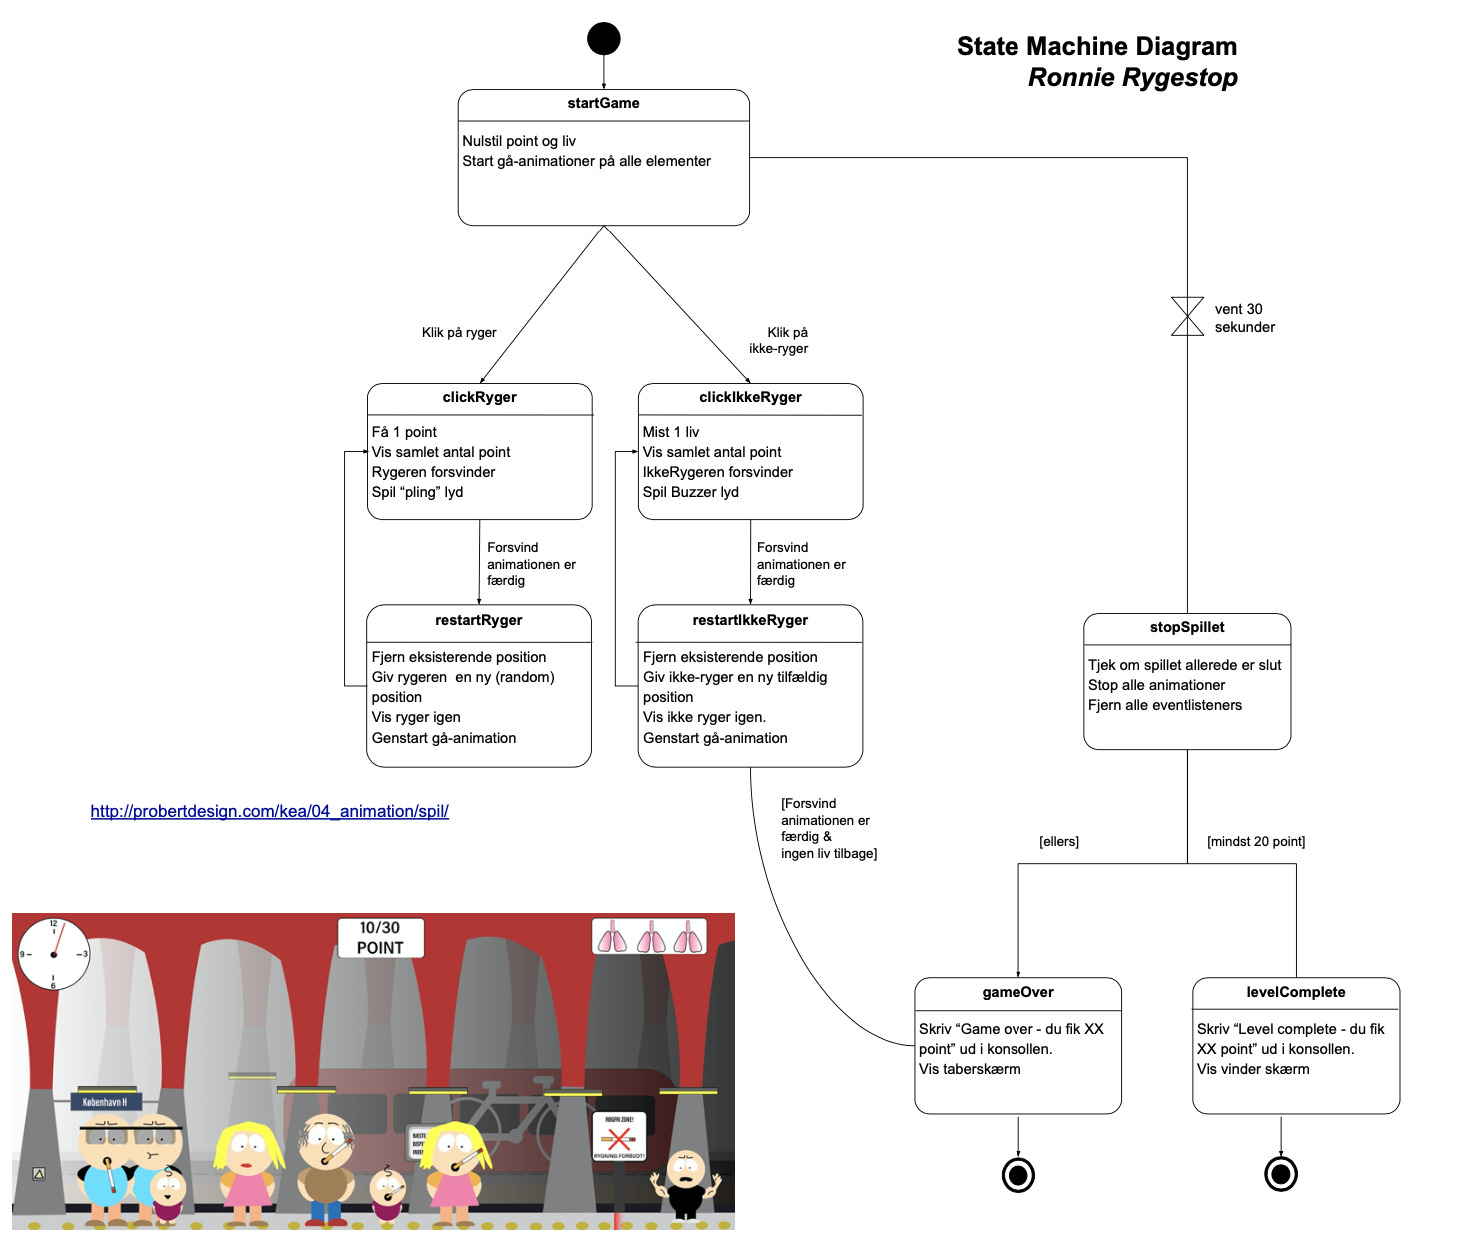 State Machine Diagram
Ronnie Rygestop
startGame
Nulstil point og liv
Start gå-animationer på alle elementer
vent 30
sekunder
Klik på ryger
Klik på
ikke-ryger
clickRyger
Få 1 point
Vis samlet antal point
Rygeren forsvinder
Spil “pling” lyd
clickIkkeRyger
Mist 1 liv
Vis samlet antal point
IkkeRygeren forsvinder
Spil Buzzer lyd
Forsvind
animationen er
færdig
Forsvind
animationen er
færdig
restartRyger
Fjern eksisterende position
Giv rygeren  en ny (random)
position
Vis ryger igen
Genstart gå-animation
restartIkkeRyger
Fjern eksisterende position
Giv ikke-ryger en ny tilfældig
position
Vis ikke ryger igen.
Genstart gå-animation
stopSpillet
Tjek om spillet allerede er slut
Stop alle animationer
Fjern alle eventlisteners
http://probertdesign.com/kea/04_animation/spil/
[Forsvind
animationen er
færdig &
ingen liv tilbage]
[ellers]
[mindst 20 point]
gameOver
Skriv “Game over - du fik XX
point” ud i konsollen.
Vis taberskærm
levelComplete
Skriv “Level complete - du fik
XX point” ud i konsollen.
Vis vinder skærm
12
9
3
6
10/30
POINT
København H
NÆSTE
RØGFRI ZONE!
RYGNING FORBUDT!